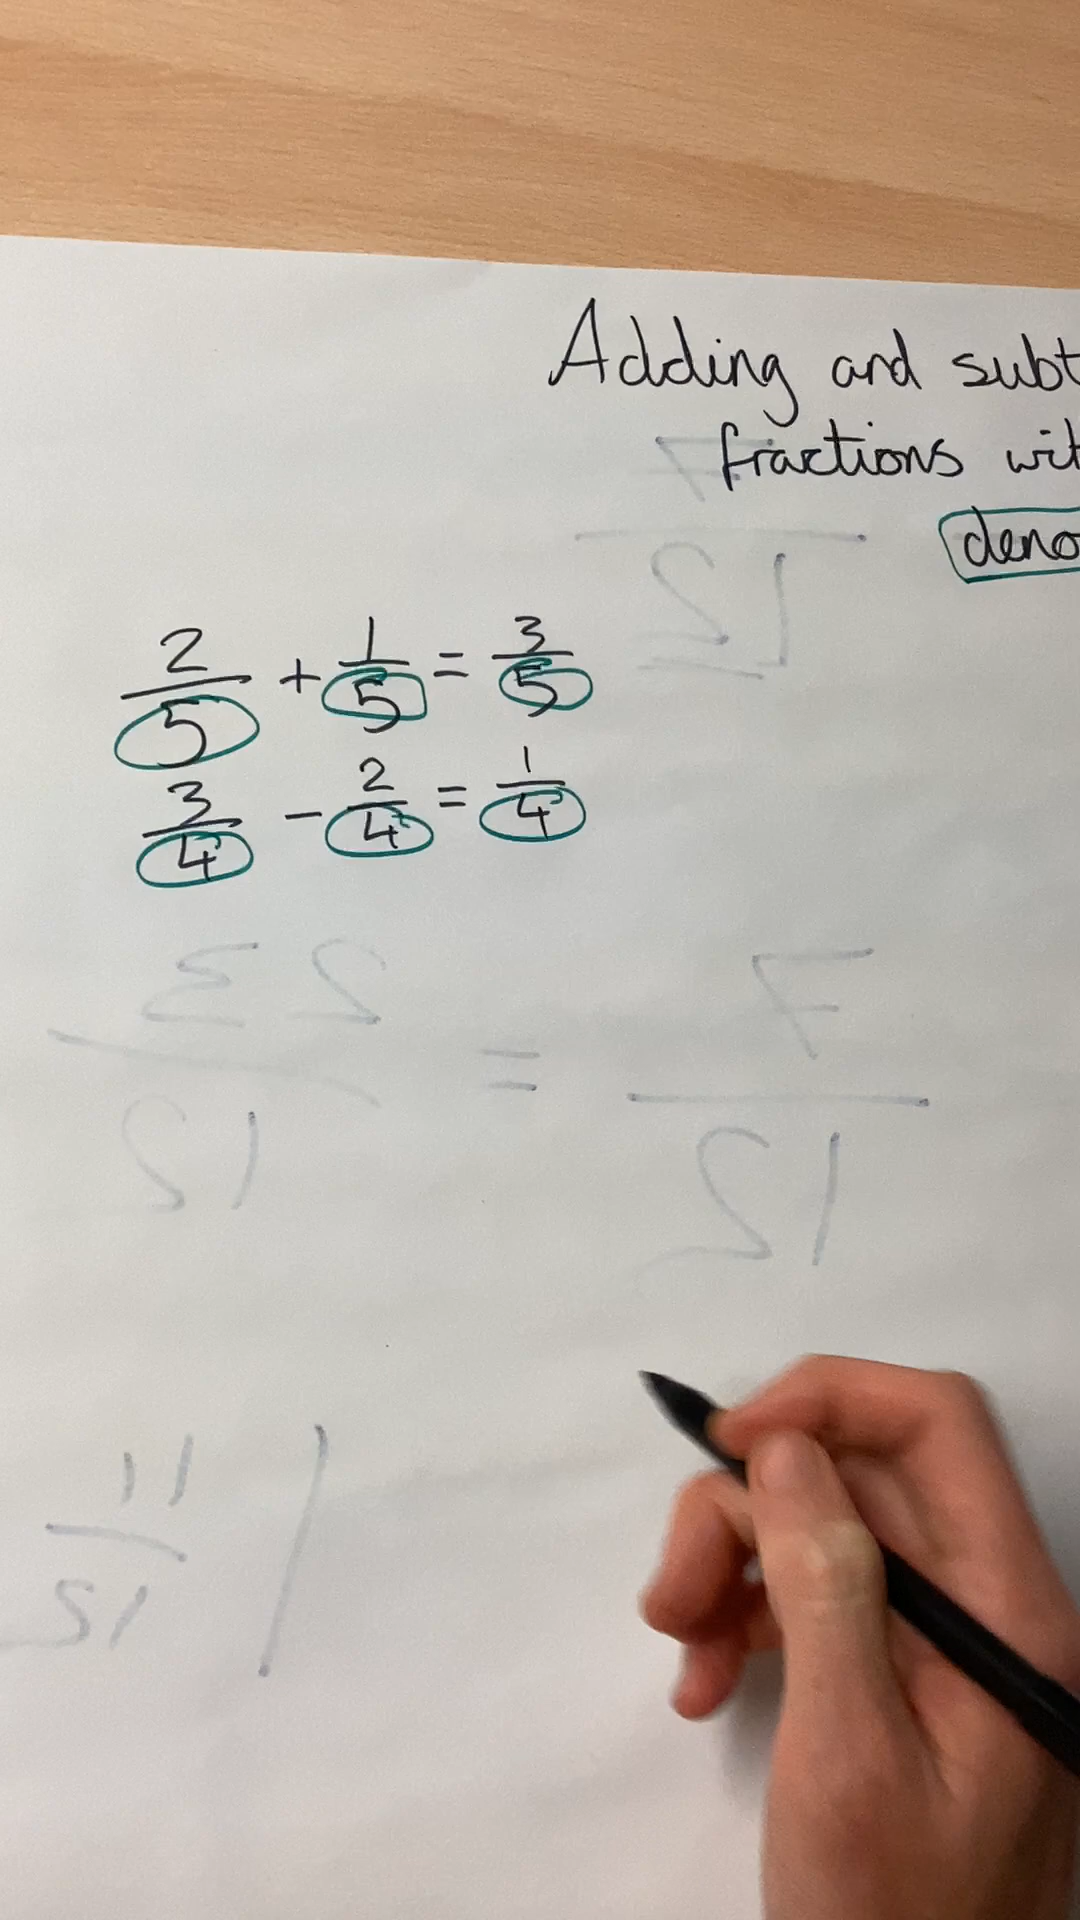 Adding and subt
fractions wit
deno
2/5 + 1/5 = 3/5
3/4 - 2/4 = 1/4